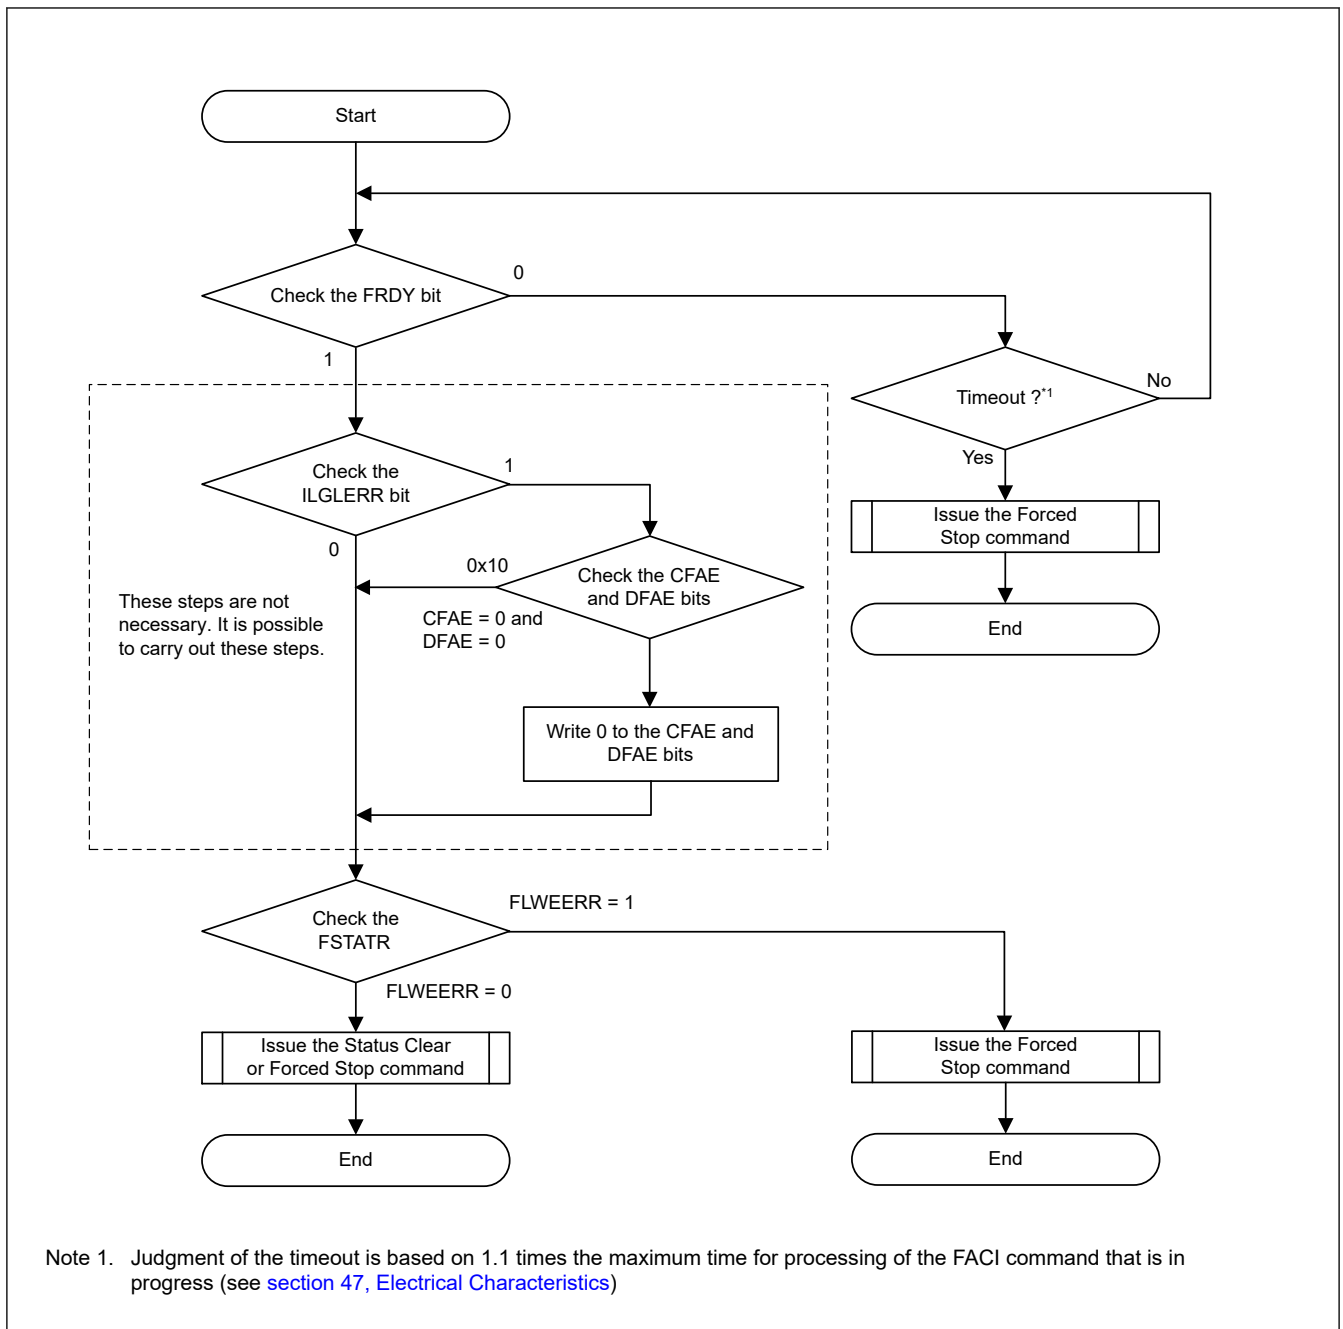 Start
0
Check the FRDY bit
1
No
Timeout ?*1
Yes
Check the
ILGLERR bit
1
0
Issue the Forced
Stop command
0x10
Check the CFAE
and DFAE bits
CFAE = 0 and
DFAE = 0
These steps are not
necessary. It is possible
to carry out these steps.
End
Write 0 to the CFAE and
DFAE bits
Check the
FSTATR
FLWEERR = 1
FLWEERR = 0
Issue the Status Clear
or Forced Stop command
Issue the Forced
Stop command
End
End
Note 1. Judgment of the timeout is based on 1.1 times the maximum time for processing of the FACI command that is in
progress (see section 47, Electrical Characteristics)